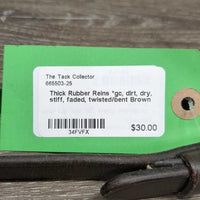 The Tack Collector
665503-25
Thick Rubber Reins *gc, dirt, dry,
stiff, faded, twisted/bent Brown
34FVFX
$30.00